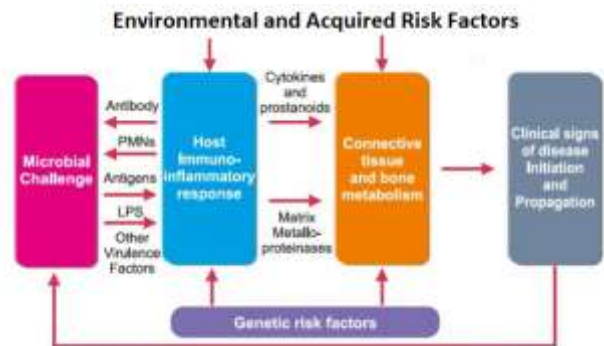 Environmental and Acquired Risk Factors
Microbial
Challenge
Antibody
PMNs
Antigens
LPS
Other
Virulence
Factors
Host
Immuno-
inflammatory
response
Cytokines
and
prostanoids
Matrix
Metallo-
proteinases
Connective
tissue
and bone
metabolism
Clinical signs
of disease
Initiation
and
Propagation
Genetic risk factors